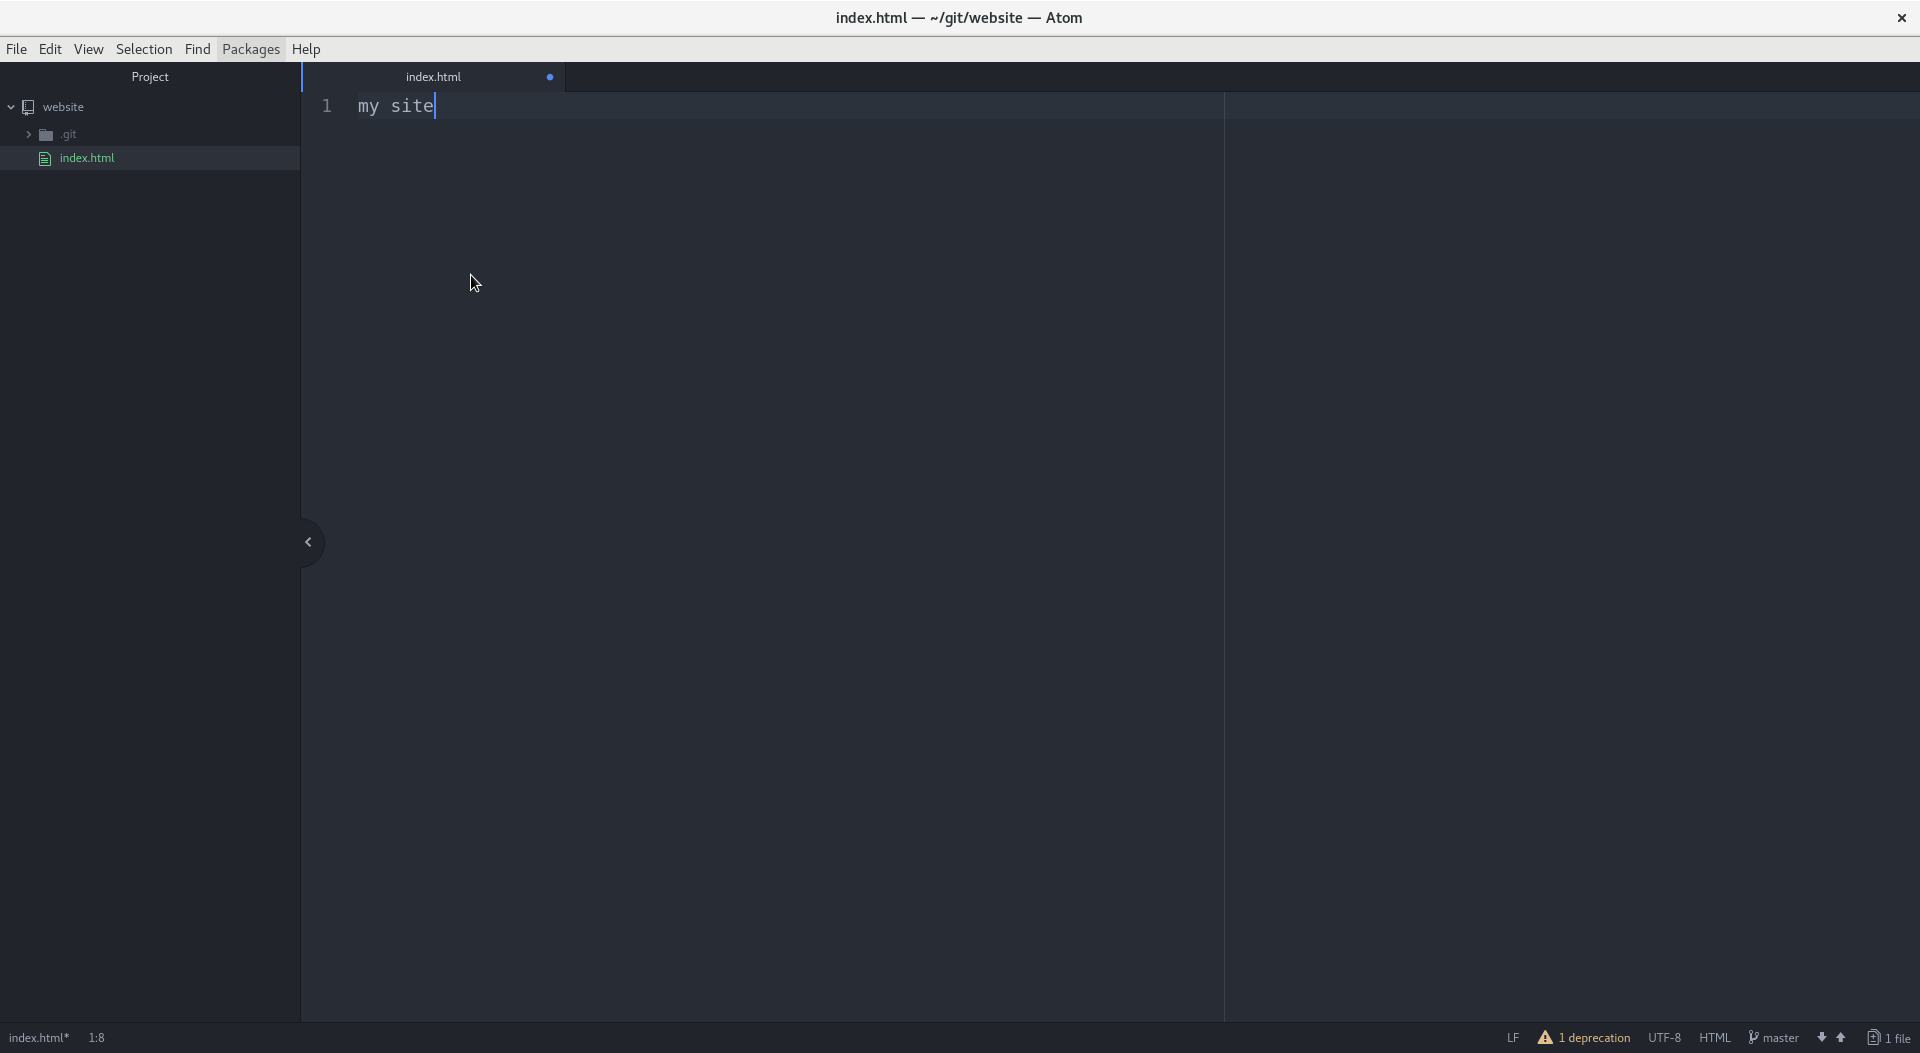 index.html — ~/git/website — Atom
File Edit View Selection Find Packages Help
Project
index.html
website
.git
index.html
1 my site
index.html* 1:8 LF 1 deprecation UTF-8 HTML master 1 file